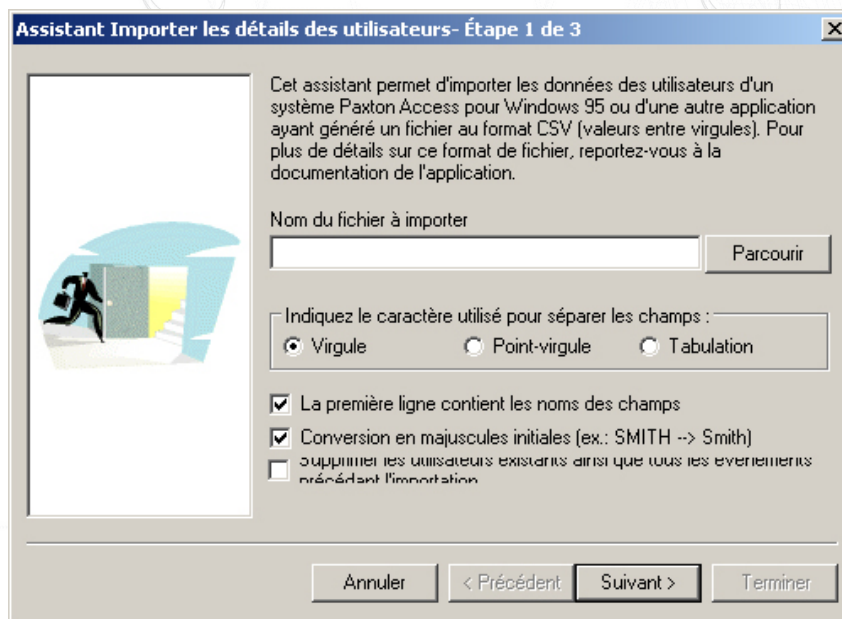 Assistant Importer les détails des utilisateurs- Étape 1 de 3
Cet assistant permet d'importer les données des utilisateurs d'un
système Paxton Access pour Windows 95 ou d'une autre application
ayant généré un fichier au format CSV (valeurs entre virgules). Pour
plus de détails sur ce format de fichier, reportez-vous à la
documentation de l'application.
Nom du fichier à importer
Parcourir
Indiquez le caractère utilisé pour séparer les champs :
Virgule Point-virgule Tabulation
La première ligne contient les noms des champs
Conversion en majuscules initiales (ex.: SMITH --> Smith)
Supprimer les utilisateurs existants ainsi que tous les évènements
précédant l'importation
Annuler < Précédent Suivant > Terminer